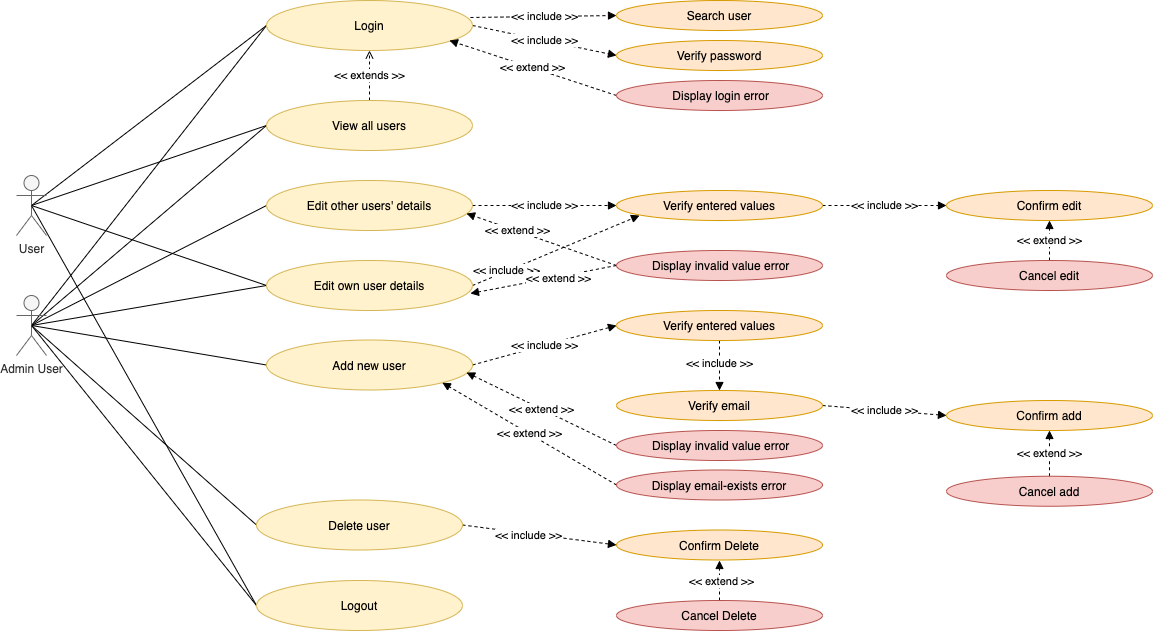 Login
<< include >>
Search user
<< include >>
Verify password
<< extend >>
<< extends >>
Display login error
View all users
User
Edit other users' details
<< include >>
Verify entered values
<< include >>
Confirm edit
<< extend >>
<< extend >>
Display invalid value error
<< include >>
<< extend >>
Cancel edit
Edit own user details
Admin User
Add new user
<< include >>
Verify entered values
<< include >>
Verify email
<< include >>
Confirm add
<< extend >>
<< extend >>
Display invalid value error
<< extend >>
Display email-exists error
Cancel add
Delete user
<< include >>
Confirm Delete
<< extend >>
Logout
Cancel Delete